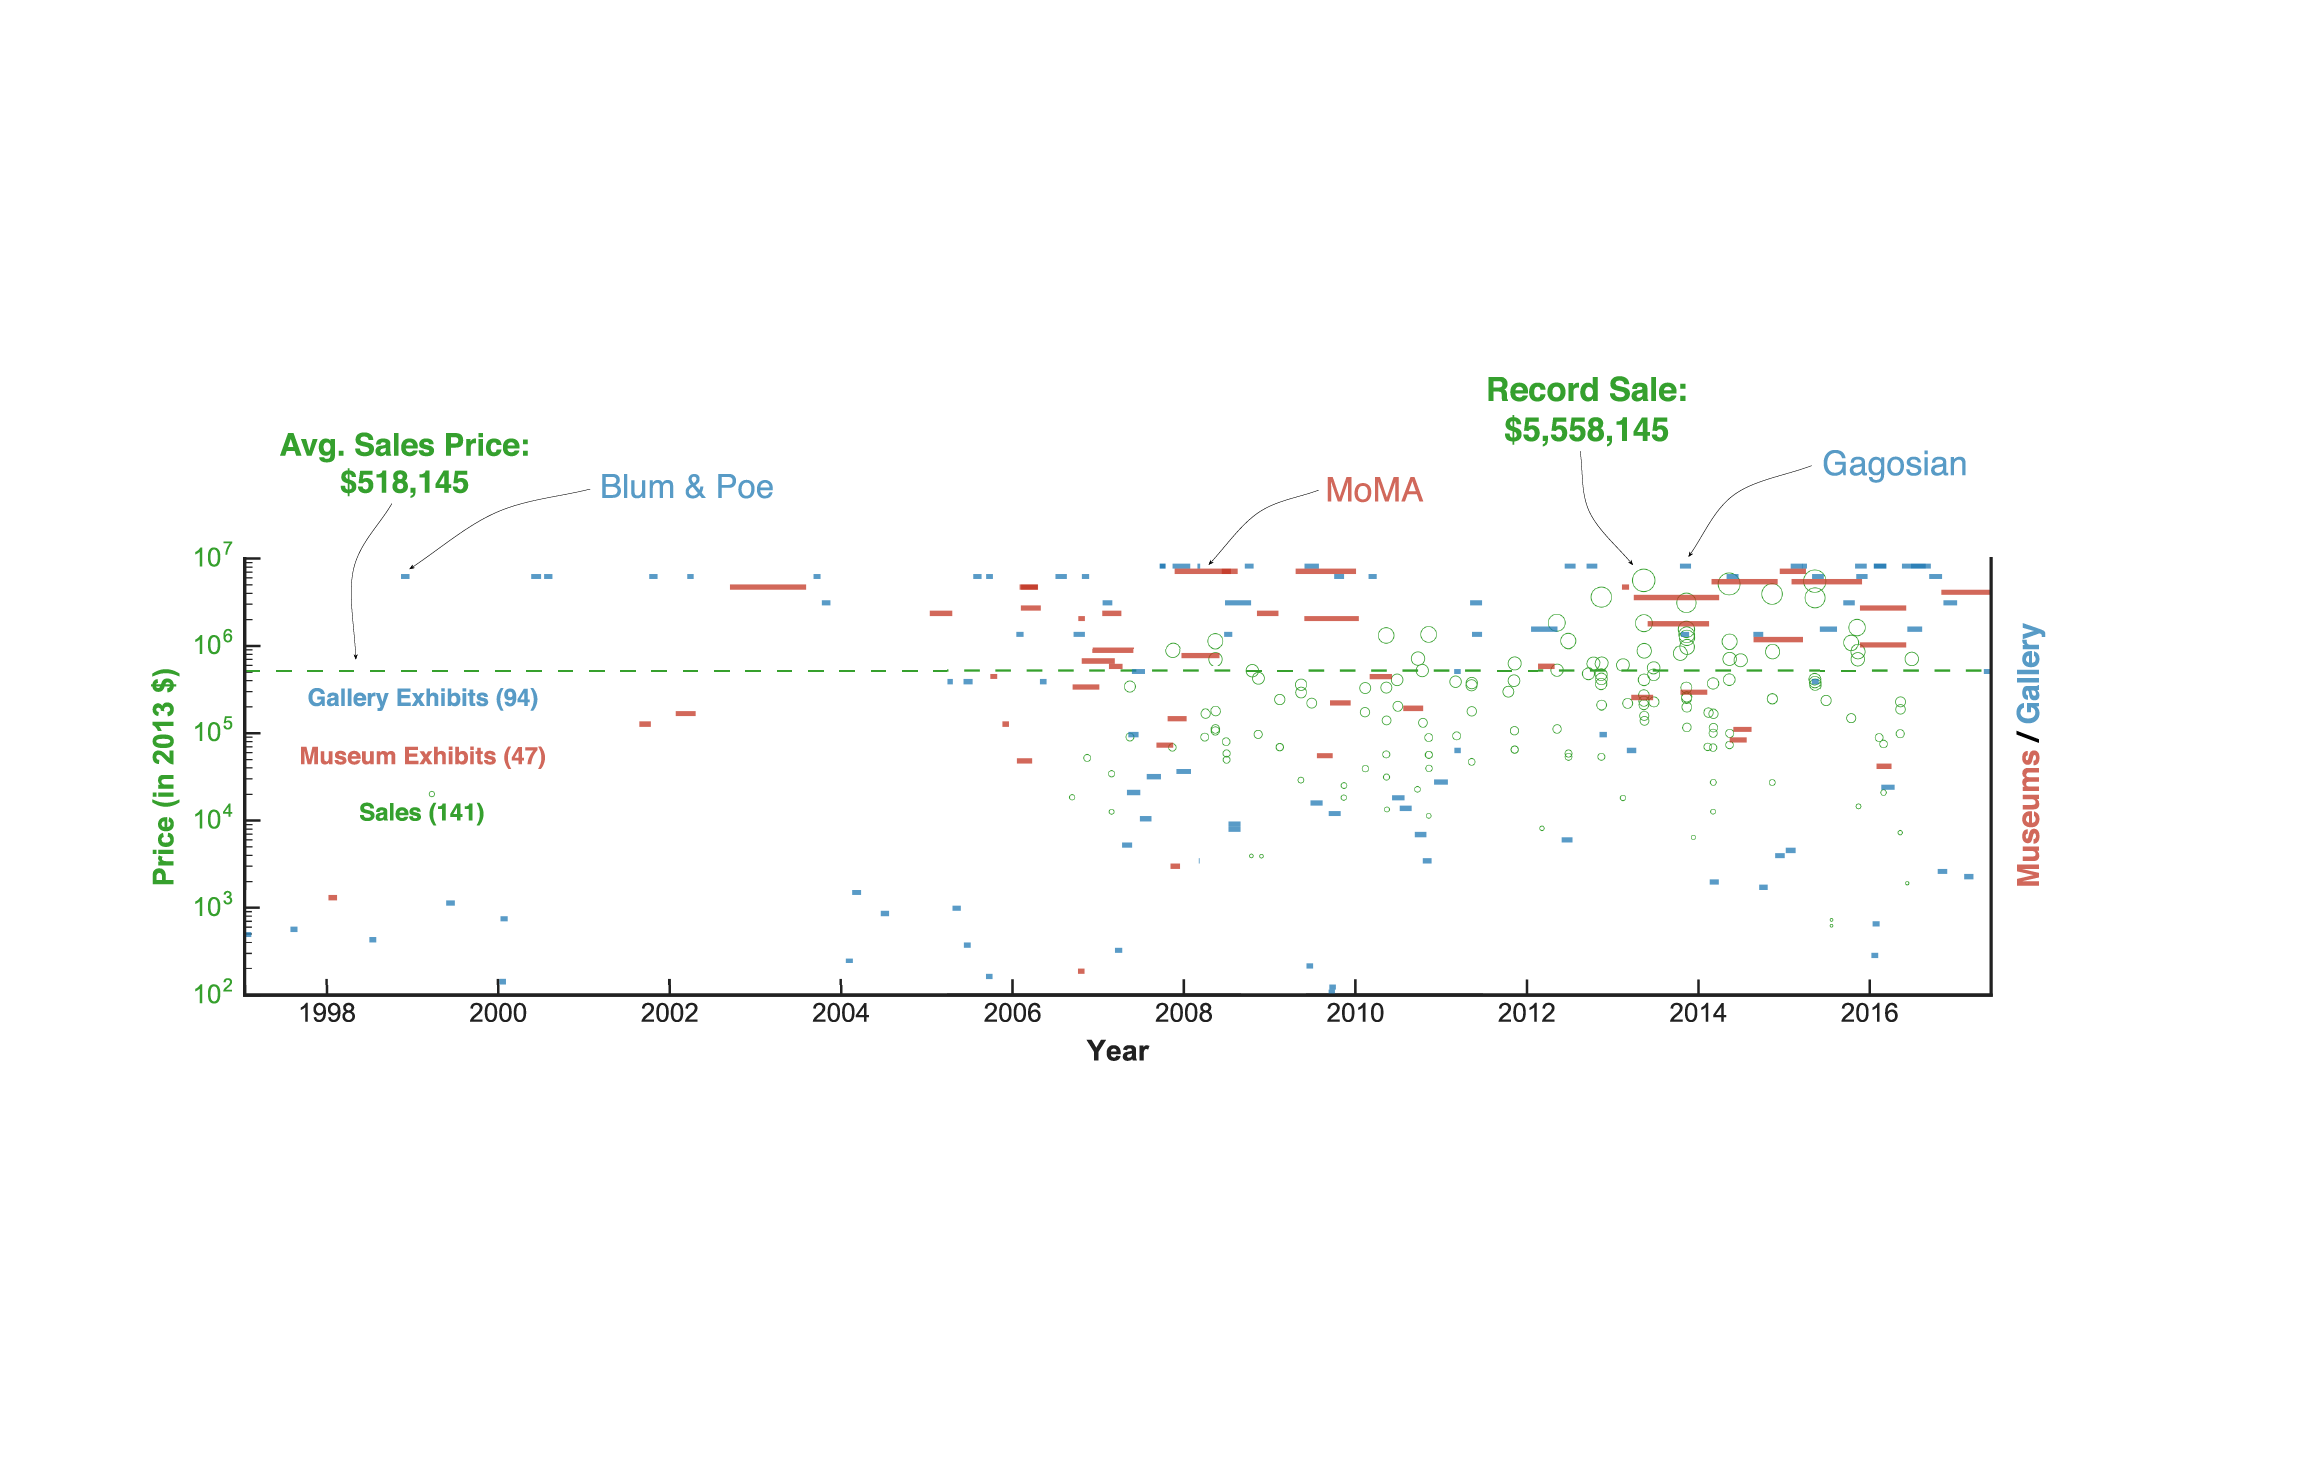 Record Sale:
$5,558,145
Avg. Sales Price:
$518,145
Blum & Poe
MoMA
Gagosian
10^7
10^6
10^5
10^4
10^3
10^2
Price (in 2013 $)
Gallery Exhibits (94)
Museum Exhibits (47)
Sales (141)
Museums / Gallery
1998 2000 2002 2004 2006 2008 2010 2012 2014 2016
Year